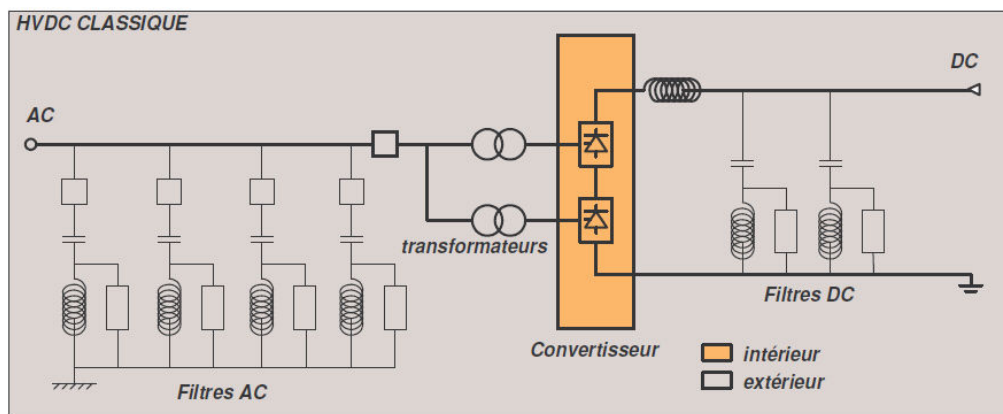 HVDC CLASSIQUE
DC
AC
transformateurs
Filtres DC
Convertisseur
intérieur
Filtres AC
extérieur